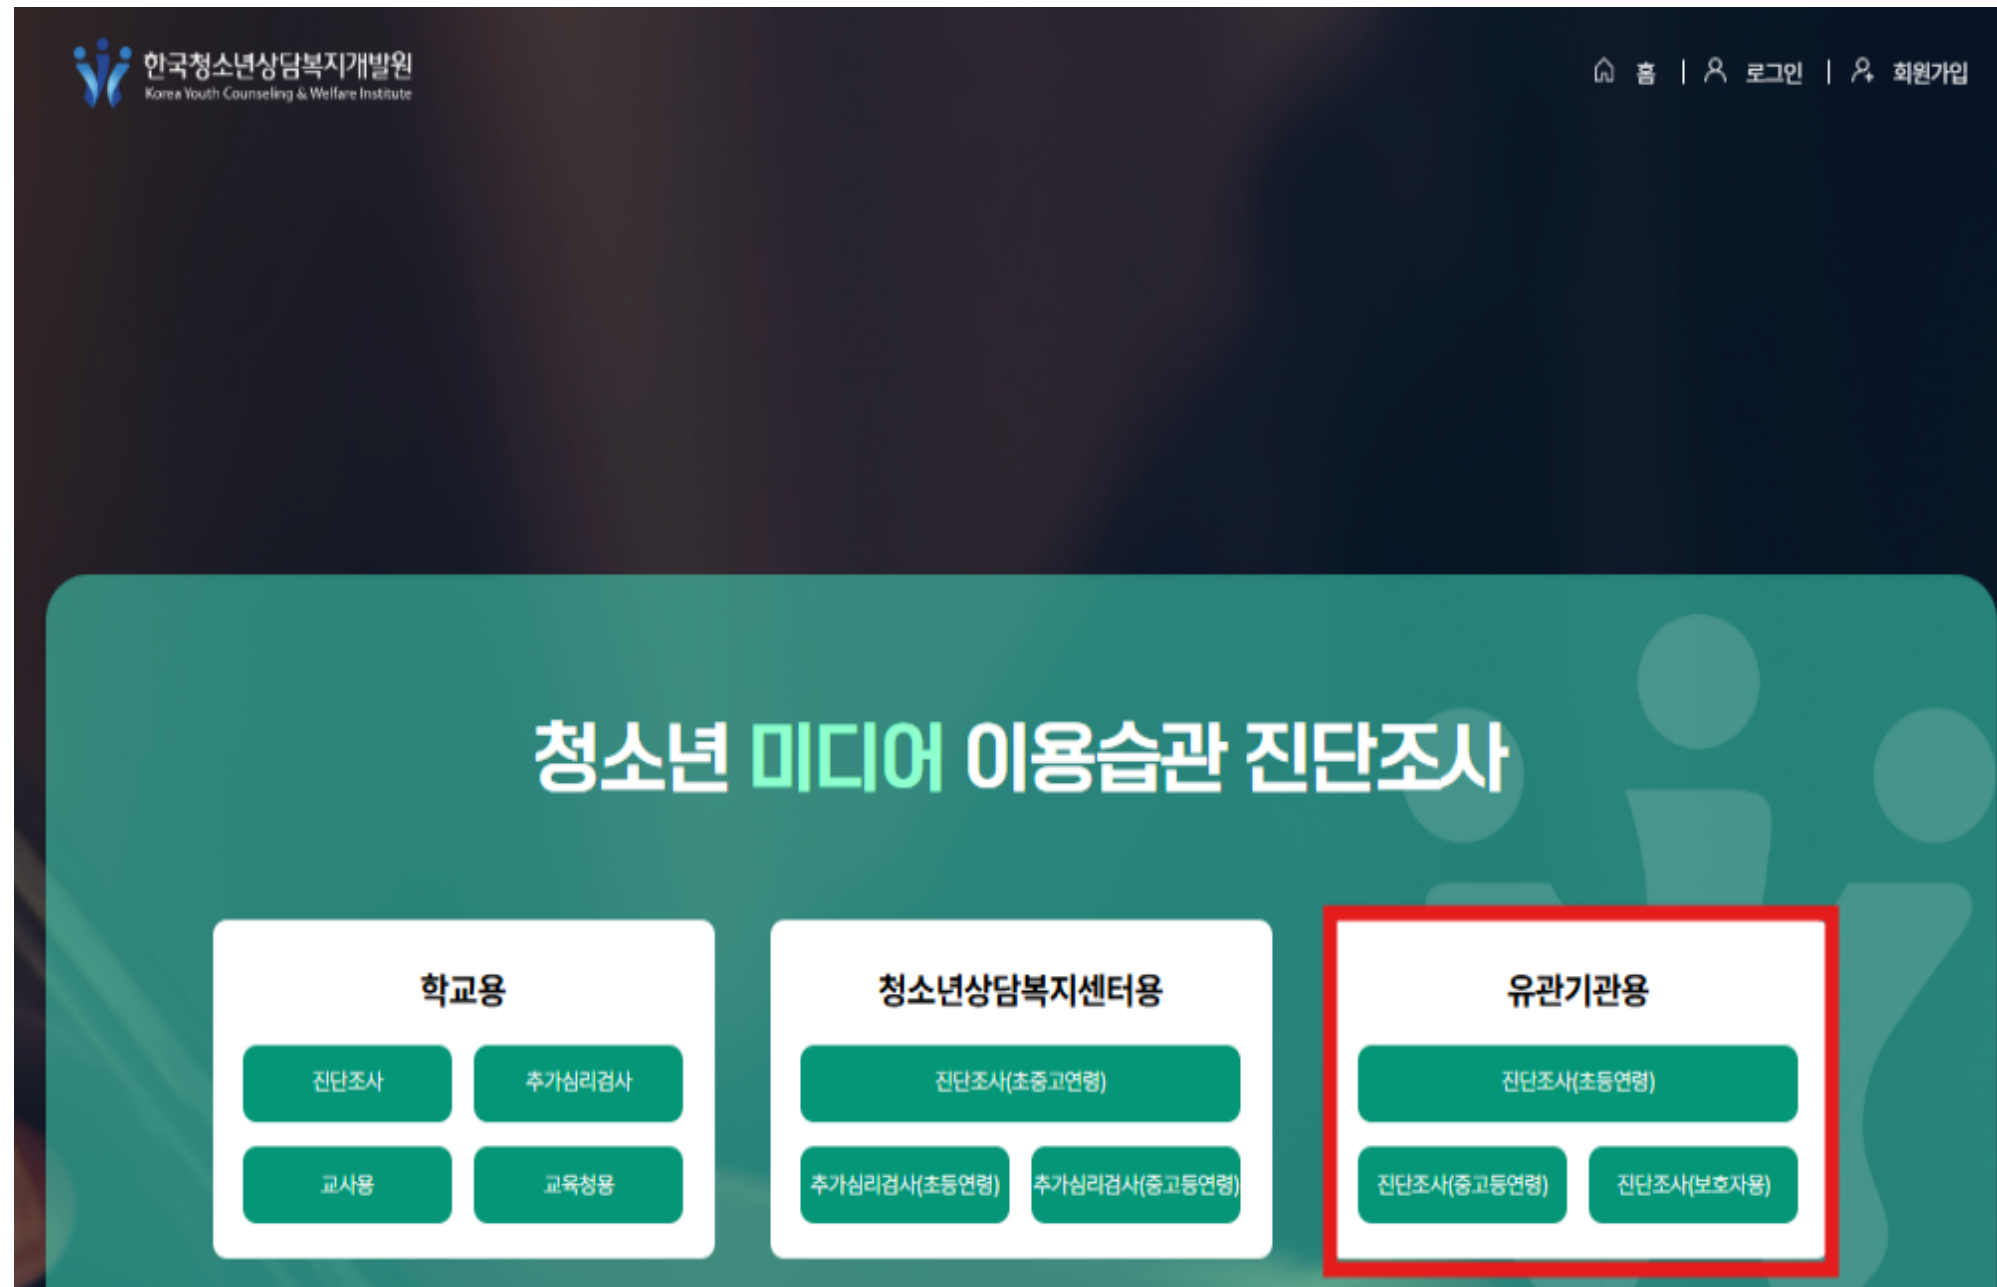 한국청소년상담복지개발원
Korea Youth Counseling & Welfare Institute
홈 | 로그인 | 회원가입
청소년 미디어 이용습관 진단조사
학교용
진단조사
추가심리검사
교사용
교육청용
청소년상담복지센터용
진단조사(초중고연령)
추가심리검사(초등연령)
추가심리검사(중고등연령)
유관기관용
진단조사(초등연령)
진단조사(중고등연령)
진단조사(보호자용)